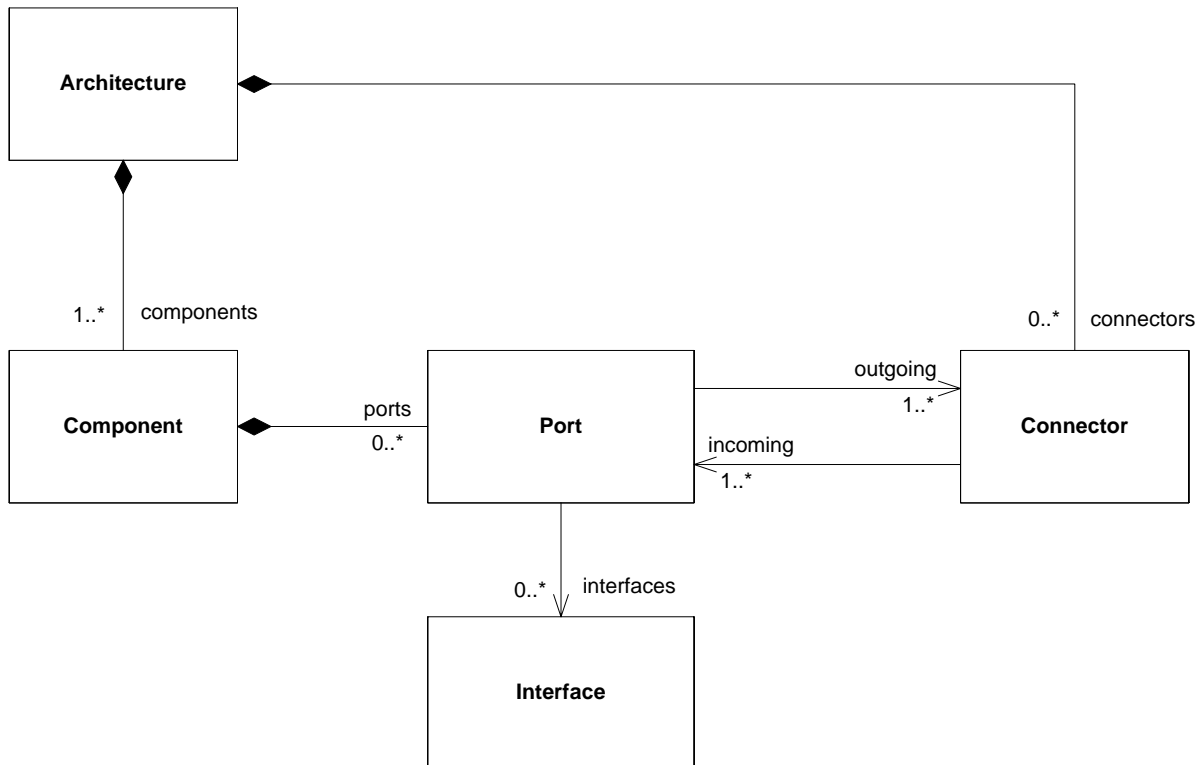 Architecture
1..*
components
0..*
connectors
Component
ports
0..*
Port
outgoing
1..*
incoming
1..*
Connector
0..*
interfaces
Interface